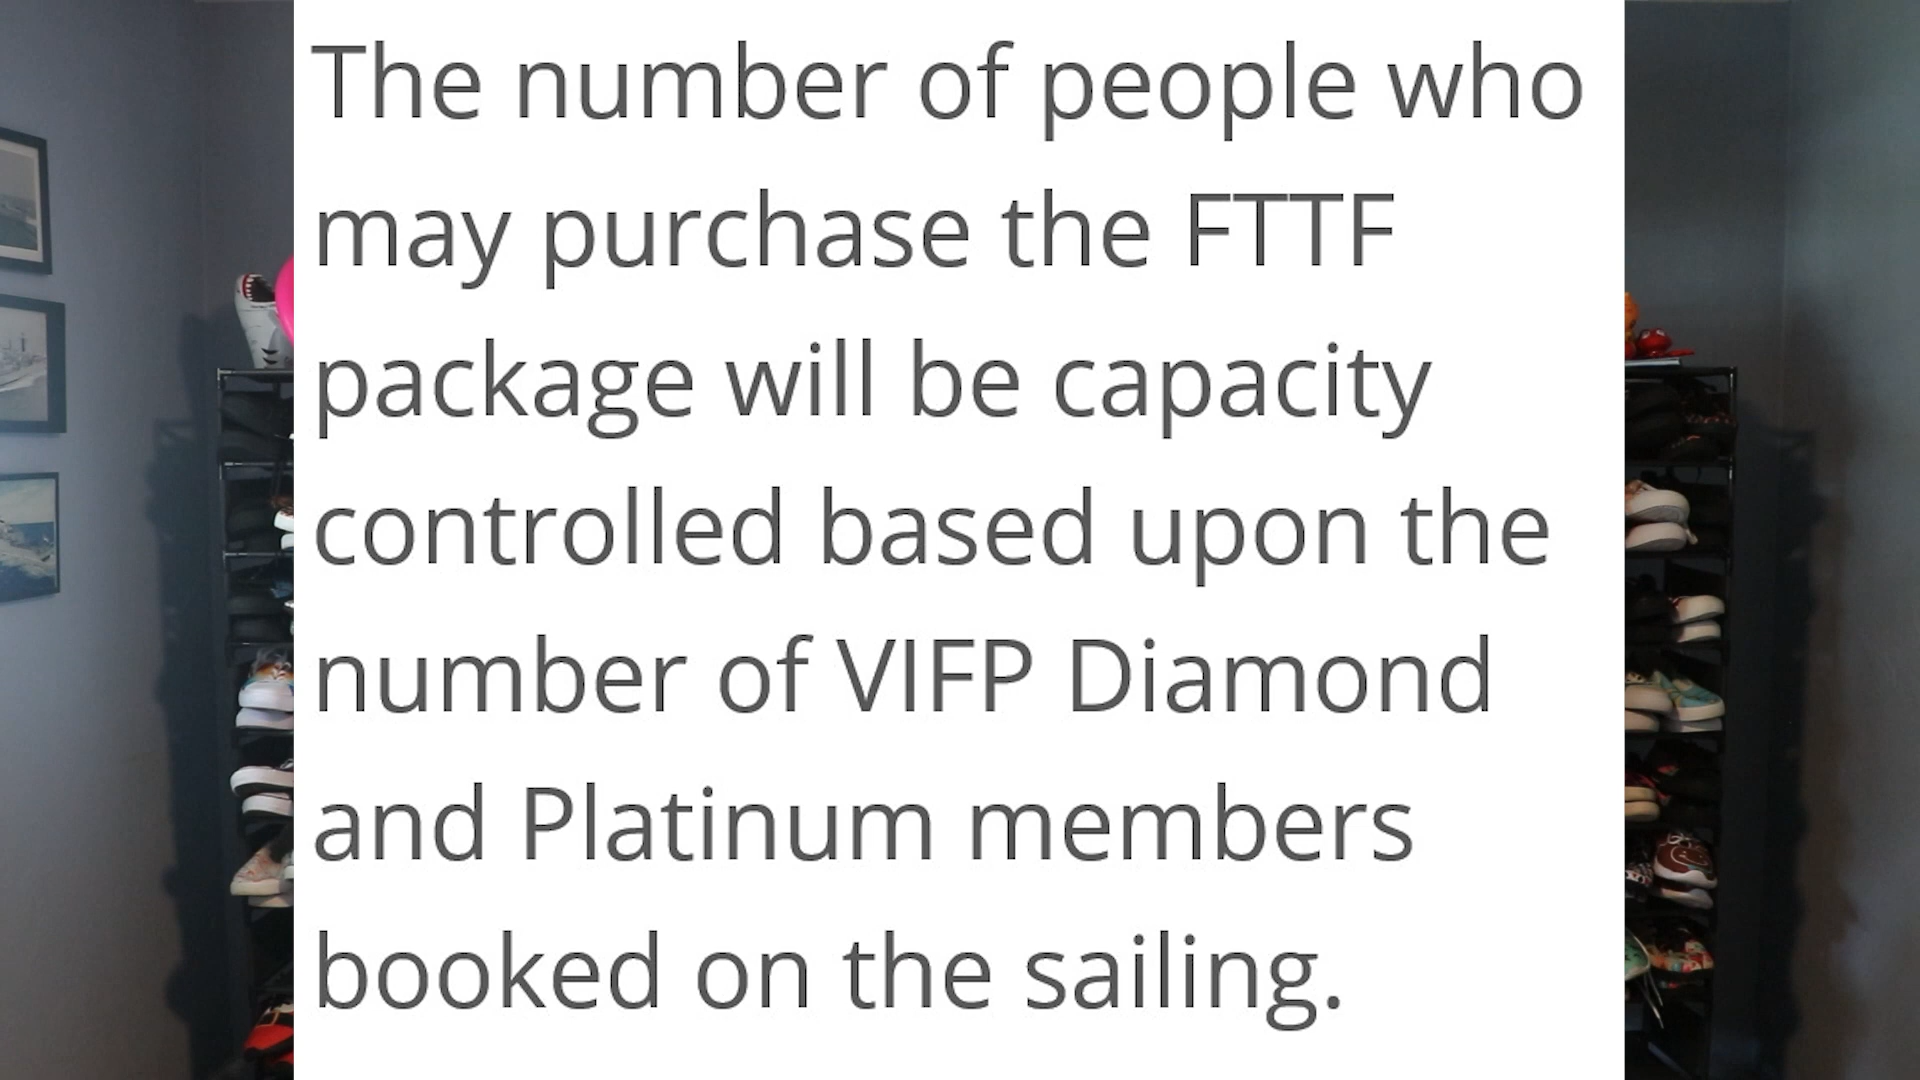 The number of people who
may purchase the FTTF
package will be capacity
controlled based upon the
number of VIFP Diamond
and Platinum members
booked on the sailing.